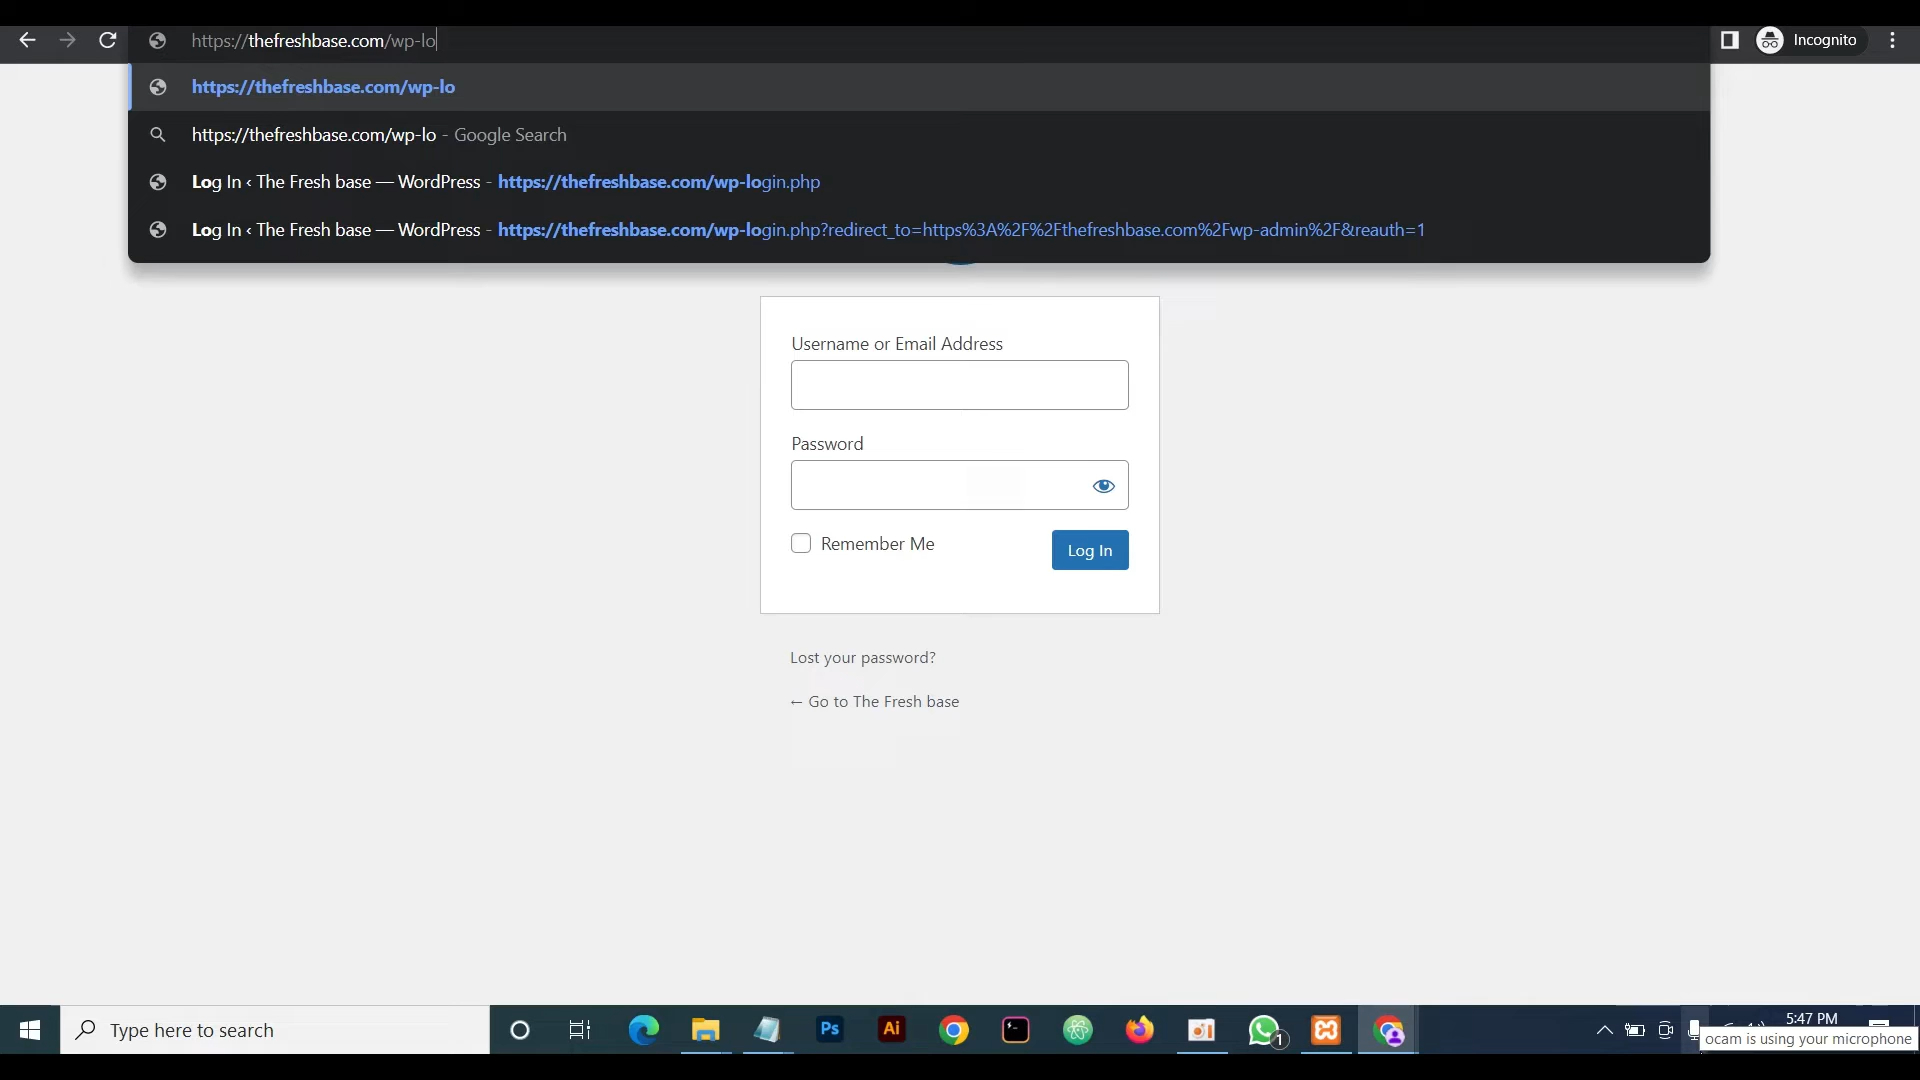 https://thefreshbase.com/wp-lo
Incognito
https://thefreshbase.com/wp-lo
https://thefreshbase.com/wp-lo - Google Search
Log In ‹ The Fresh base — WordPress - https://thefreshbase.com/wp-login.php
Log In ‹ The Fresh base — WordPress - https://thefreshbase.com/wp-login.php?redirect_to=https%3A%2F%2Fthefreshbase.com%2Fwp-admin%2F&reauth=1
Username or Email Address
Password
Remember Me
Log In
Lost your password?
← Go to The Fresh base
Type here to search
Ps
Ai
1
5:47 PM
ocam is using your microphone